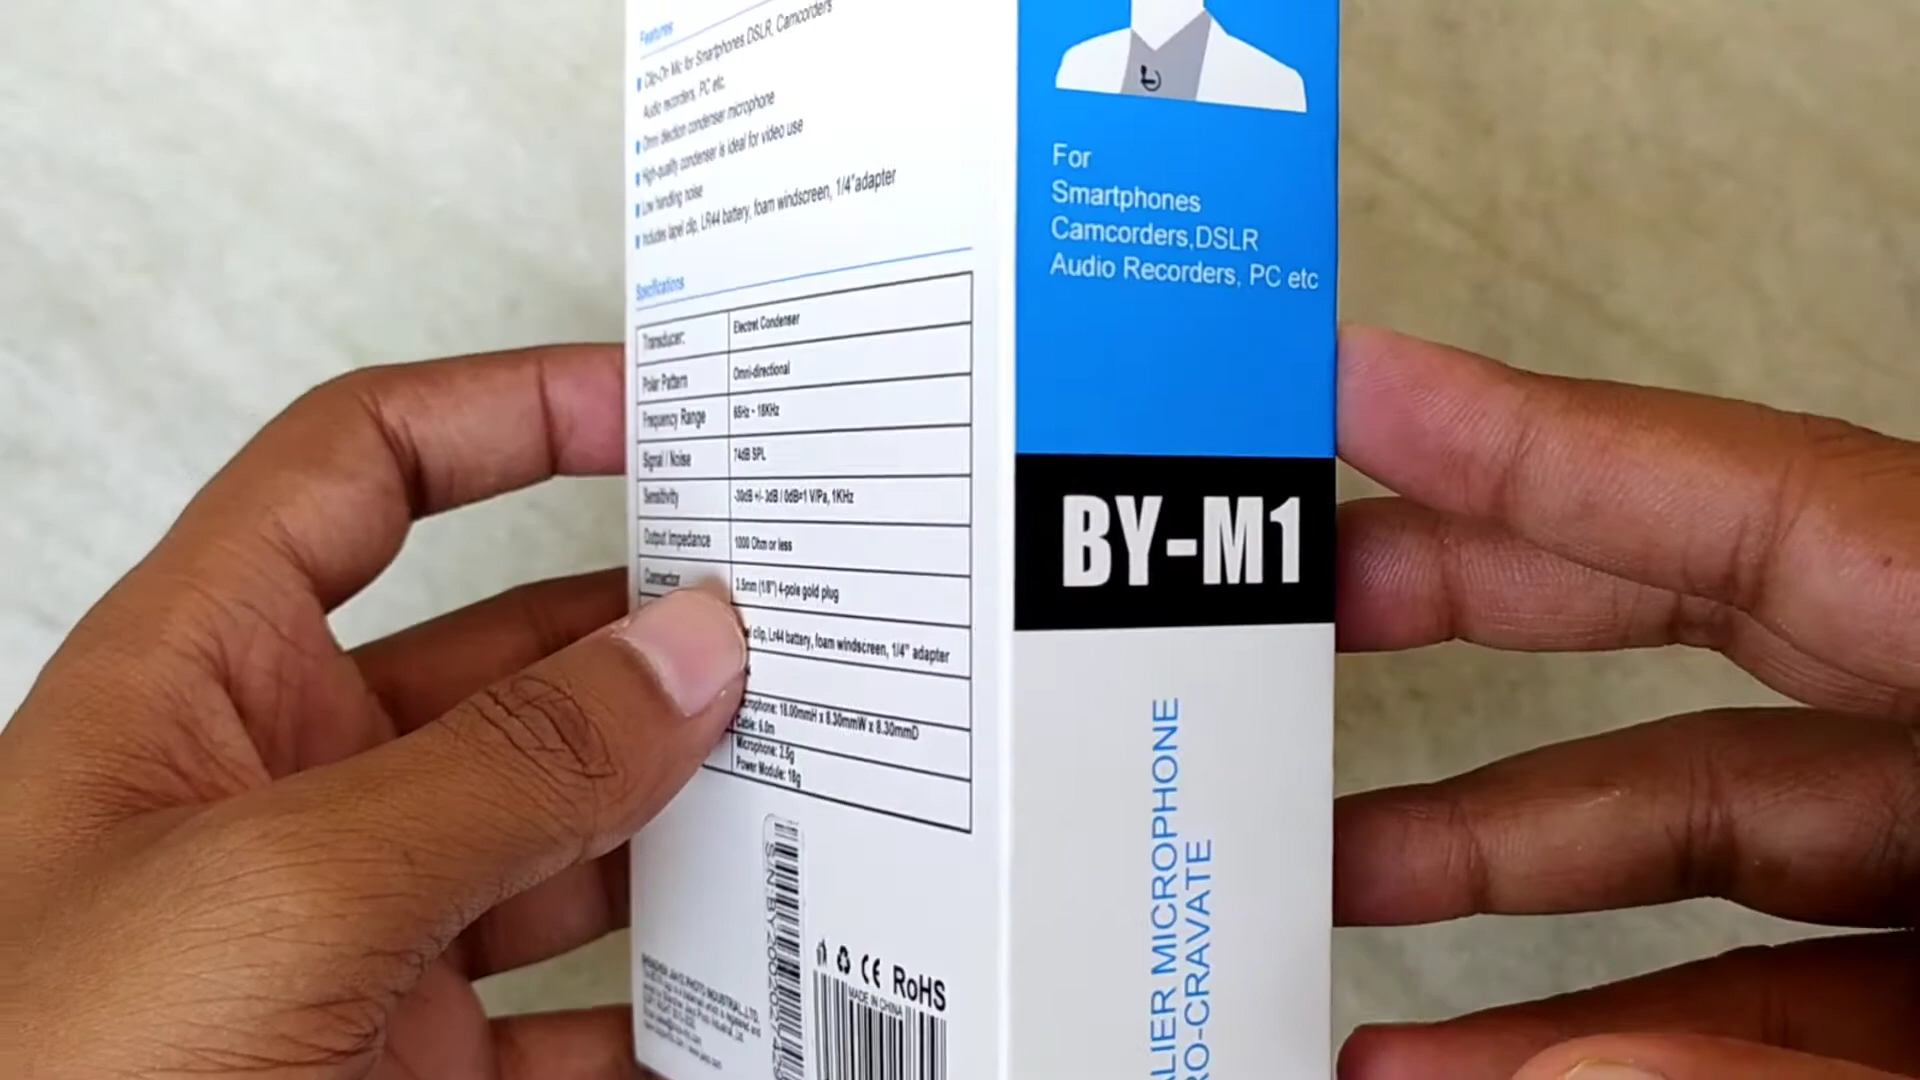 Features
Clip-On Mic for Smartphones, DSLR, Camcorders
Audio recorders, PC etc.
Omni diection condenser microphone
High-quality condenser is ideal for video use
Low handling noise
Includes lapel clip, LR44 battery, foam windscreen, 1/4"adapter
Specifications
Transducer: Electret Condenser
Polar Pattern Omni-directional
Frequency Range 65Hz - 18KHz
Signal / Noise 74dB SPL
Sensitivity -30dB +/- 3dB / 0dB=1 V/Pa, 1KHz
Output Impedance 1000 Ohm or less
Connector 3.5mm (1/8") 4-pole gold plug
clip, Lr44 battery, foam windscreen, 1/4" adapter
18.00mmH x 8.30mmW x 8.30mmD
Cable: 6.0m
Microphone: 2.5g
Power Module: 18g
CE RoHS
MADE IN CHINA
For
Smartphones
Camcorders,DSLR
Audio Recorders, PC etc
BY-M1
MICROPHONE